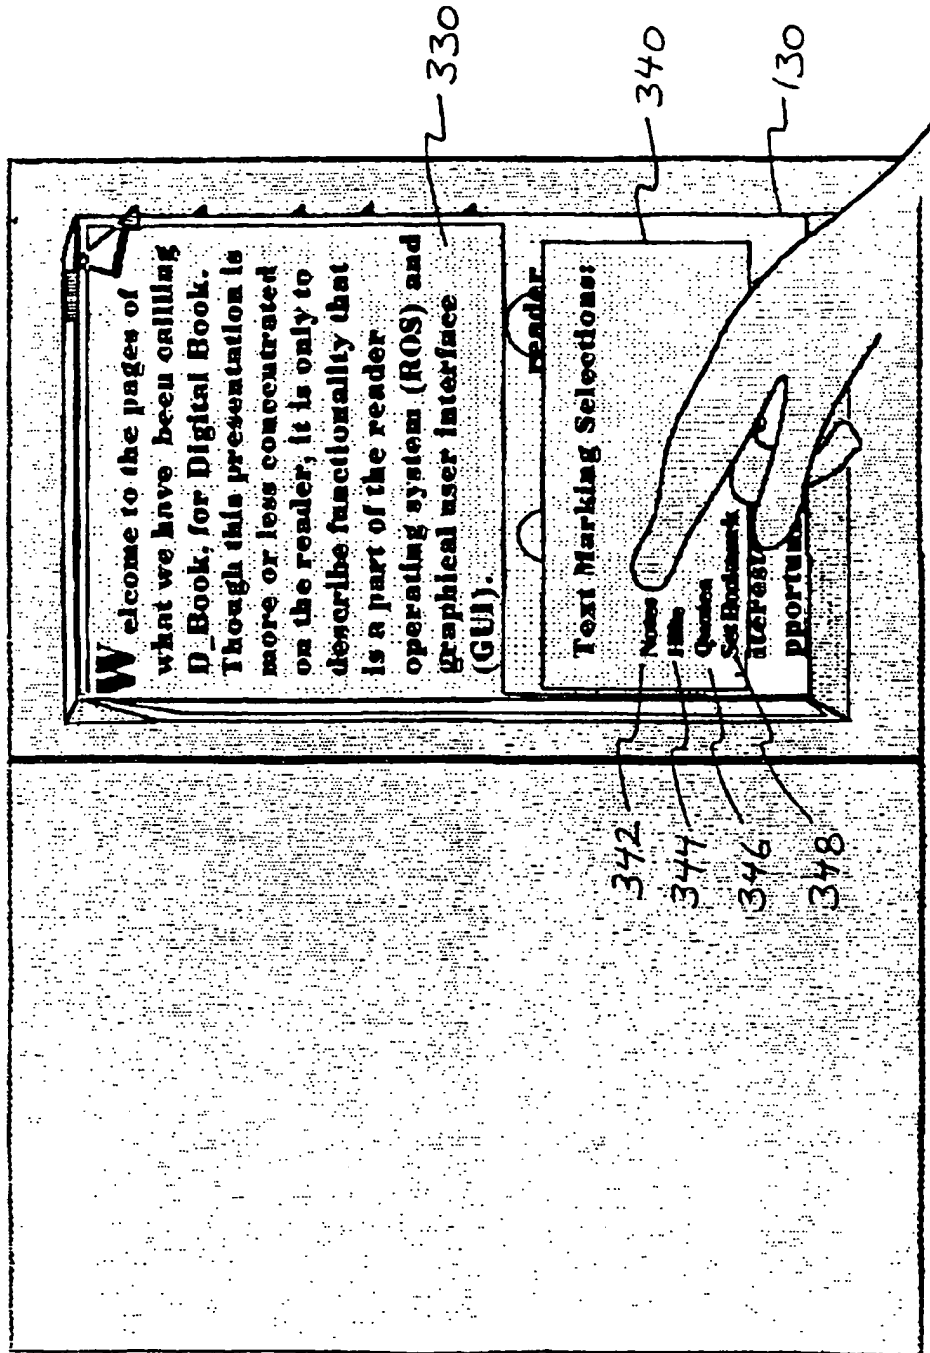 Welcome to the pages of
what we have been callling
D_Book, for Digital Book.
Though this presentation is
more or less concentrated
on the reader, it is only to
describe functionality that
is a part of the reader
operating system (ROS) and
graphical user interface
(GUI).
reader
Text Marking Selections:
Notes
Hilite
Quotes
Set Bookmark
330
340
130
342
344
346
348